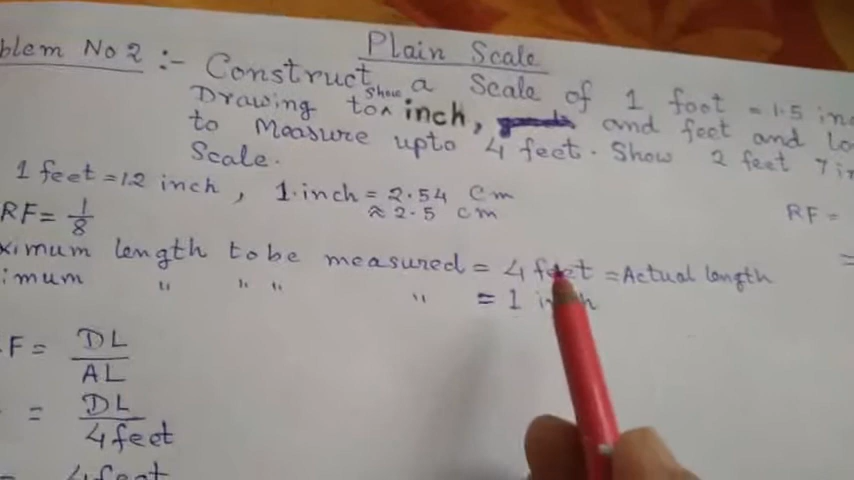 Plain Scale
blem No 2 :- Construct a Scale of 1 foot = 1.5 inc
Drawing to show inch, and feet and lo
to Measure upto 4 feet. Show 2 feet 7 in
Scale.
1 feet = 12 inch, 1 inch = 2.54 cm
≈ 2.5 cm
RF = 1/8
RF =
=
ximum length to be measured = 4 feet = Actual length
imum " " " " = 1 inch
F = DL/AL
= DL/4feet
= 4feet